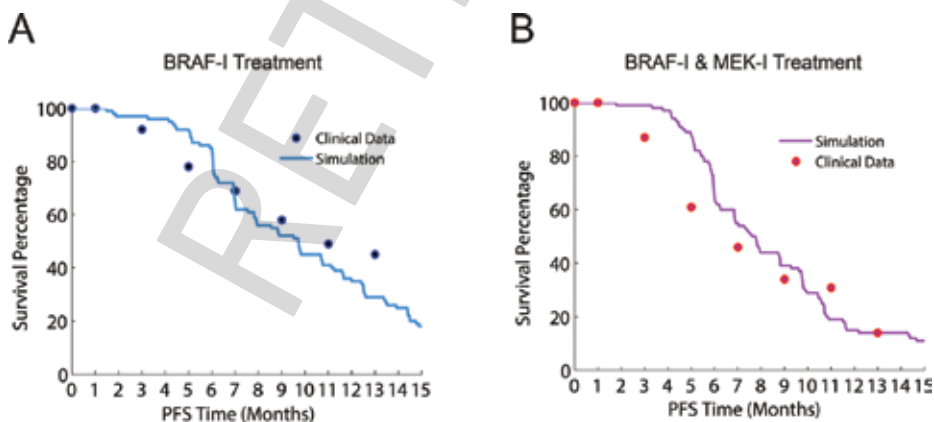 A
BRAF-I Treatment
Survival Percentage
100
80
60
40
20
0
Clinical Data
Simulation
0 1 2 3 4 5 6 7 8 9 10 11 12 13 14 15
PFS Time (Months)
B
BRAF-I & MEK-I Treatment
Survival Percentage
100
80
60
40
20
0
Simulation
Clinical Data
0 1 2 3 4 5 6 7 8 9 10 11 12 13 14 15
PFS Time (Months)